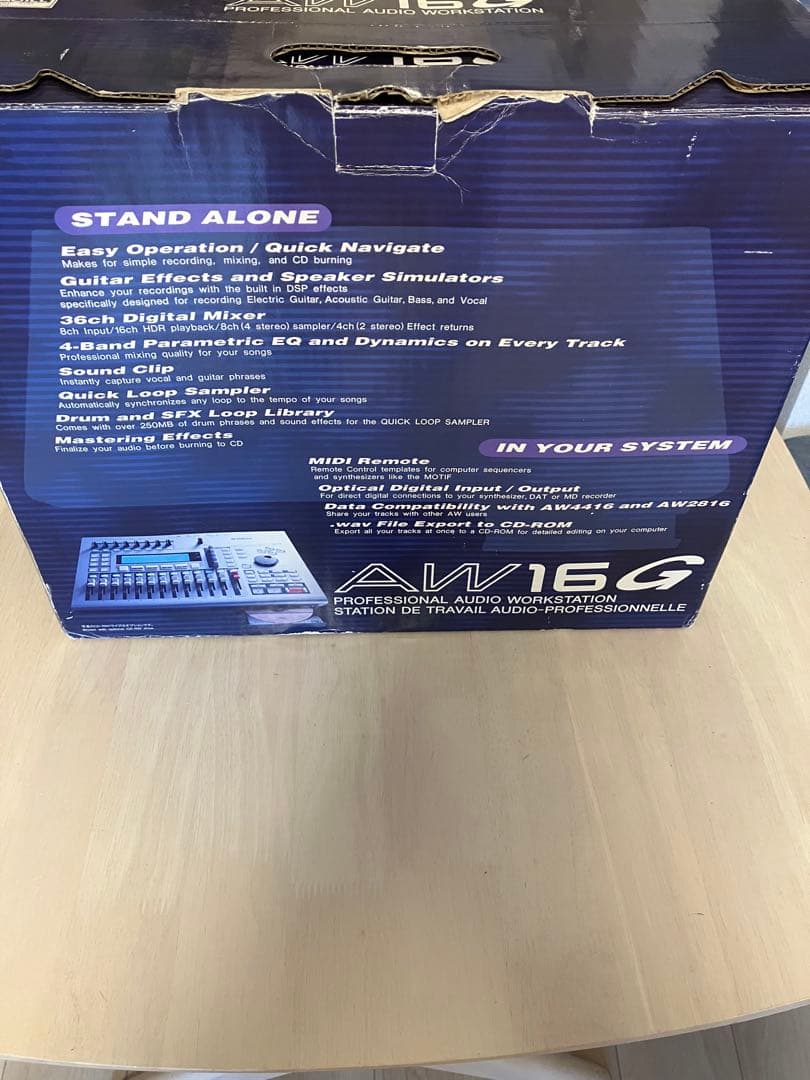 AW16G
PROFESSIONAL AUDIO WORKSTATION
STAND ALONE
Easy Operation / Quick Navigate
Makes for simple recording, mixing, and CD burning
Guitar Effects and Speaker Simulators
Enhance your recordings with the built in DSP effects
specifically designed for recording Electric Guitar, Acoustic Guitar, Bass, and Vocal
36ch Digital Mixer
8ch Input/16ch HDR playback/8ch(4 stereo) sampler/4ch(2 stereo)Effect returns
4-Band Parametric EQ and Dynamics on Every Track
Professional mixing quality for your songs
Sound Clip
Instantly capture vocal and guitar phrases
Quick Loop Sampler
Automatically synchronizes any loop to the tempo of your songs
Drum and SFX Loop Library
Comes with over 250MB of drum phrases and sound effects for the QUICK LOOP SAMPLER
Mastering Effects
Finalize your audio before burning to CD
IN YOUR SYSTEM
MIDI Remote
Remote Control templates for computer sequencers
and synthesizers like the MOTIF
Optical Digital Input / Output
For direct digital connections to your synthesizer, DAT or MD recorder
Data Compatibility with AW4416 and AW2816
Share your tracks with other AW users
.wav File Export to CD-ROM
Export all your tracks at once to a CD-ROM for detailed editing on your computer
AW16G
PROFESSIONAL AUDIO WORKSTATION
STATION DE TRAVAIL AUDIO-PROFESSIONNELLE